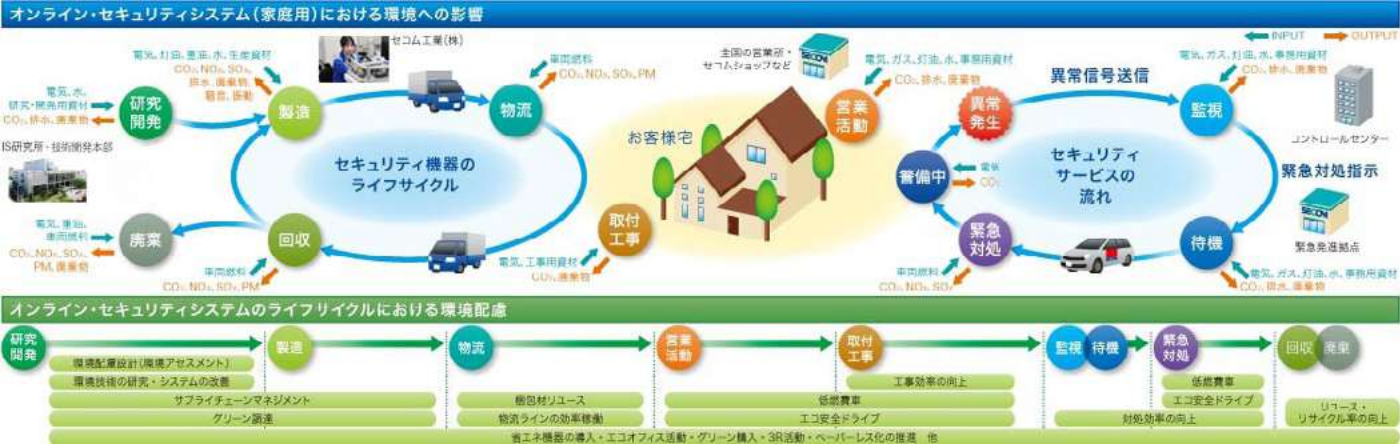 オンライン・セキュリティシステム(家庭用)における環境への影響
INPUT
OUTPUT
電気、水、
研究・開発用資材
CO₂、排水、廃棄物
研究
開発
IS研究所・技術開発本部
電気、灯油、重油、水、生産資材
CO₂、NOx、SOx、
排水、廃棄物、
騒音、振動
製造
セコム工業(株)
車両燃料
CO₂、NOx、SOx、PM
物流
セキュリティ機器の
ライフサイクル
電気、重油、
車両燃料
CO₂、NOx、SOx、
PM、廃棄物
廃棄
回収
車両燃料
CO₂、NOx、SOx、PM
電気、工事用資材
CO₂、廃棄物
取付
工事
お客様宅
全国の営業所・
セコムショップなど
電気、ガス、灯油、水、事務用資材
CO₂、排水、廃棄物
営業
活動
異常
発生
異常信号送信
電気、ガス、灯油、水、事務用資材
CO₂、排水、廃棄物
監視
コントロールセンター
警備中
電気
CO₂
セキュリティ
サービスの
流れ
緊急対処指示
SECOM
緊急発進拠点
緊急
対処
車両燃料
CO₂、NOx、SOx
待機
電気、ガス、灯油、水、事務用資材
CO₂、排水、廃棄物
オンライン・セキュリティシステムのライフサイクルにおける環境配慮
研究
開発
製造
物流
営業
活動
取付
工事
監視
待機
緊急
対処
回収
廃棄
環境配慮設計(環境アセスメント)
環境技術の研究・システムの改善
工事効率の向上
低燃費車
サプライチェーンマネジメント
梱包材リユース
低燃費車
エコ安全ドライブ
リユース・
リサイクル率の向上
グリーン調達
物流ラインの効率稼働
エコ安全ドライブ
対処効率の向上
省エネ機器の導入・エコオフィス活動・グリーン購入・3R活動・ペーパーレス化の推進 他